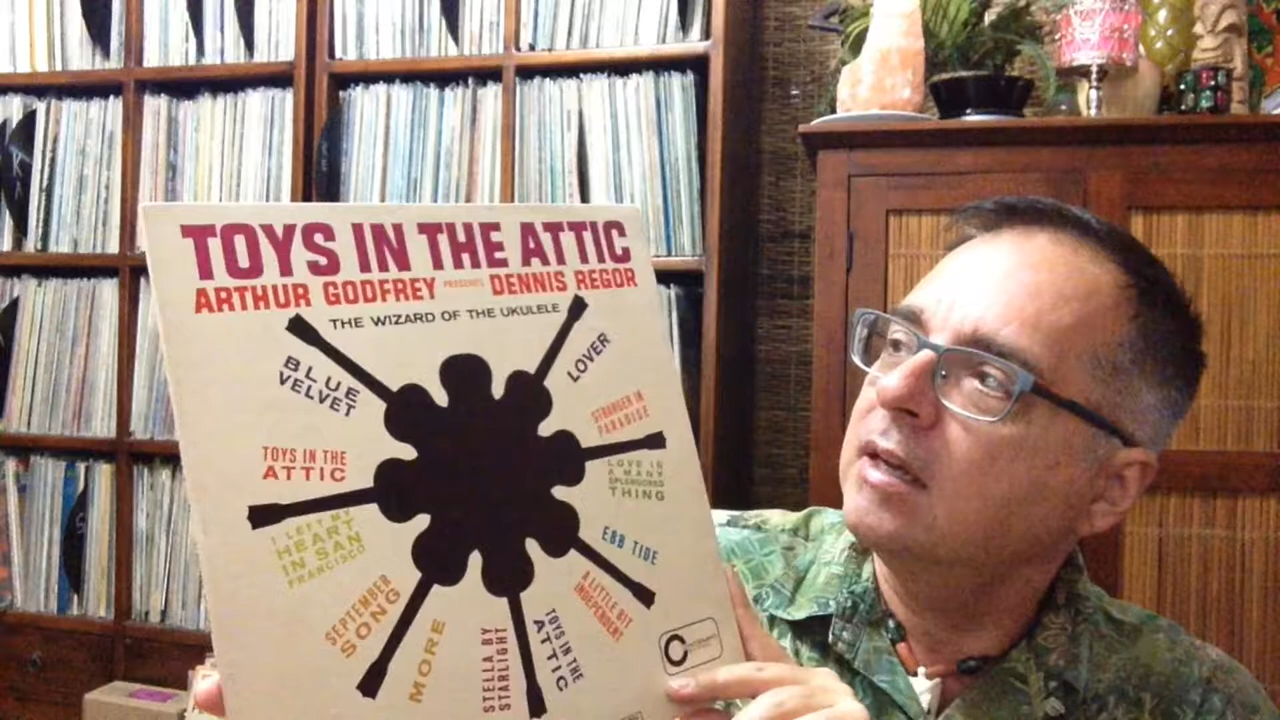 TOYS IN THE ATTIC
ARTHUR GODFREY PRESENTS DENNIS REGOR
THE WIZARD OF THE UKULELE
BLUE
VELVET
LOVER
TOYS IN THE
ATTIC
STRANGER IN
PARADISE
LOVE IS
A MANY
SPLENDORED
THING
I LEFT MY
HEART
IN SAN
FRANCISCO
EBB TIDE
A LITTLE BIT
INDEPENDENT
SEPTEMBER
SONG
MORE
STELLA BY
STARLIGHT
TOYS IN THE
ATTIC